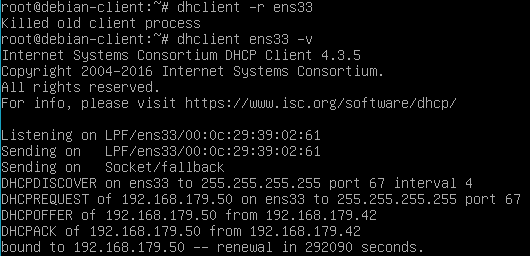 root@debian-client:~# dhclient -r ens33
Killed old client process
root@debian-client:~# dhclient ens33 -v
Internet Systems Consortium DHCP Client 4.3.5
Copyright 2004-2016 Internet Systems Consortium.
All rights reserved.
For info, please visit https://www.isc.org/software/dhcp/

Listening on LPF/ens33/00:0c:29:39:02:61
Sending on   LPF/ens33/00:0c:29:39:02:61
Sending on   Socket/fallback
DHCPDISCOVER on ens33 to 255.255.255.255 port 67 interval 4
DHCPREQUEST of 192.168.179.50 on ens33 to 255.255.255.255 port 67
DHCPOFFER of 192.168.179.50 from 192.168.179.42
DHCPACK of 192.168.179.50 from 192.168.179.42
bound to 192.168.179.50 -- renewal in 292090 seconds.